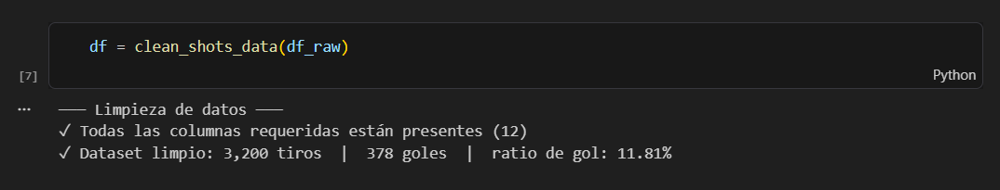 df = clean_shots_data(df_raw)
[7]
Python
··· ─── Limpieza de datos ───
✓ Todas las columnas requeridas están presentes (12)
✓ Dataset limpio: 3,200 tiros | 378 goles | ratio de gol: 11.81%